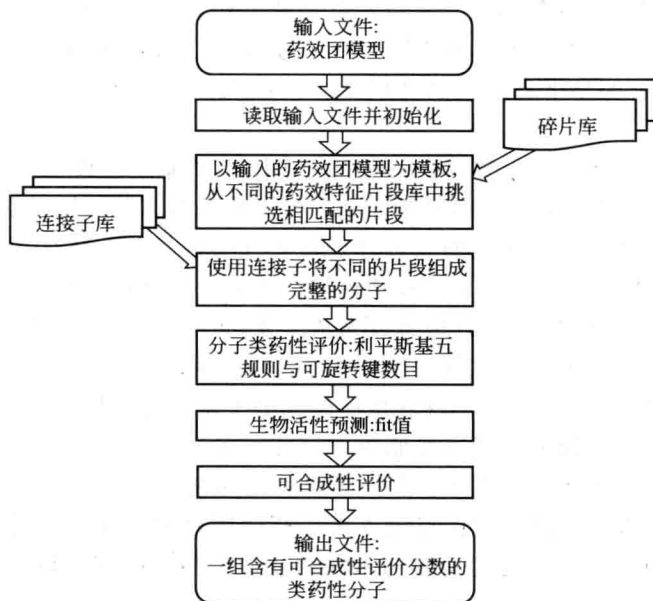 输入文件:
药效团模型
读取输入文件并初始化
碎片库
以输入的药效团模型为模板,
从不同的药效特征片段库中挑
选相匹配的片段
连接子库
使用连接子将不同的片段组成
完整的分子
分子类药性评价:利平斯基五
规则与可旋转键数目
生物活性预测:fit值
可合成性评价
输出文件:
一组含有可合成性评价分数的
类药性分子